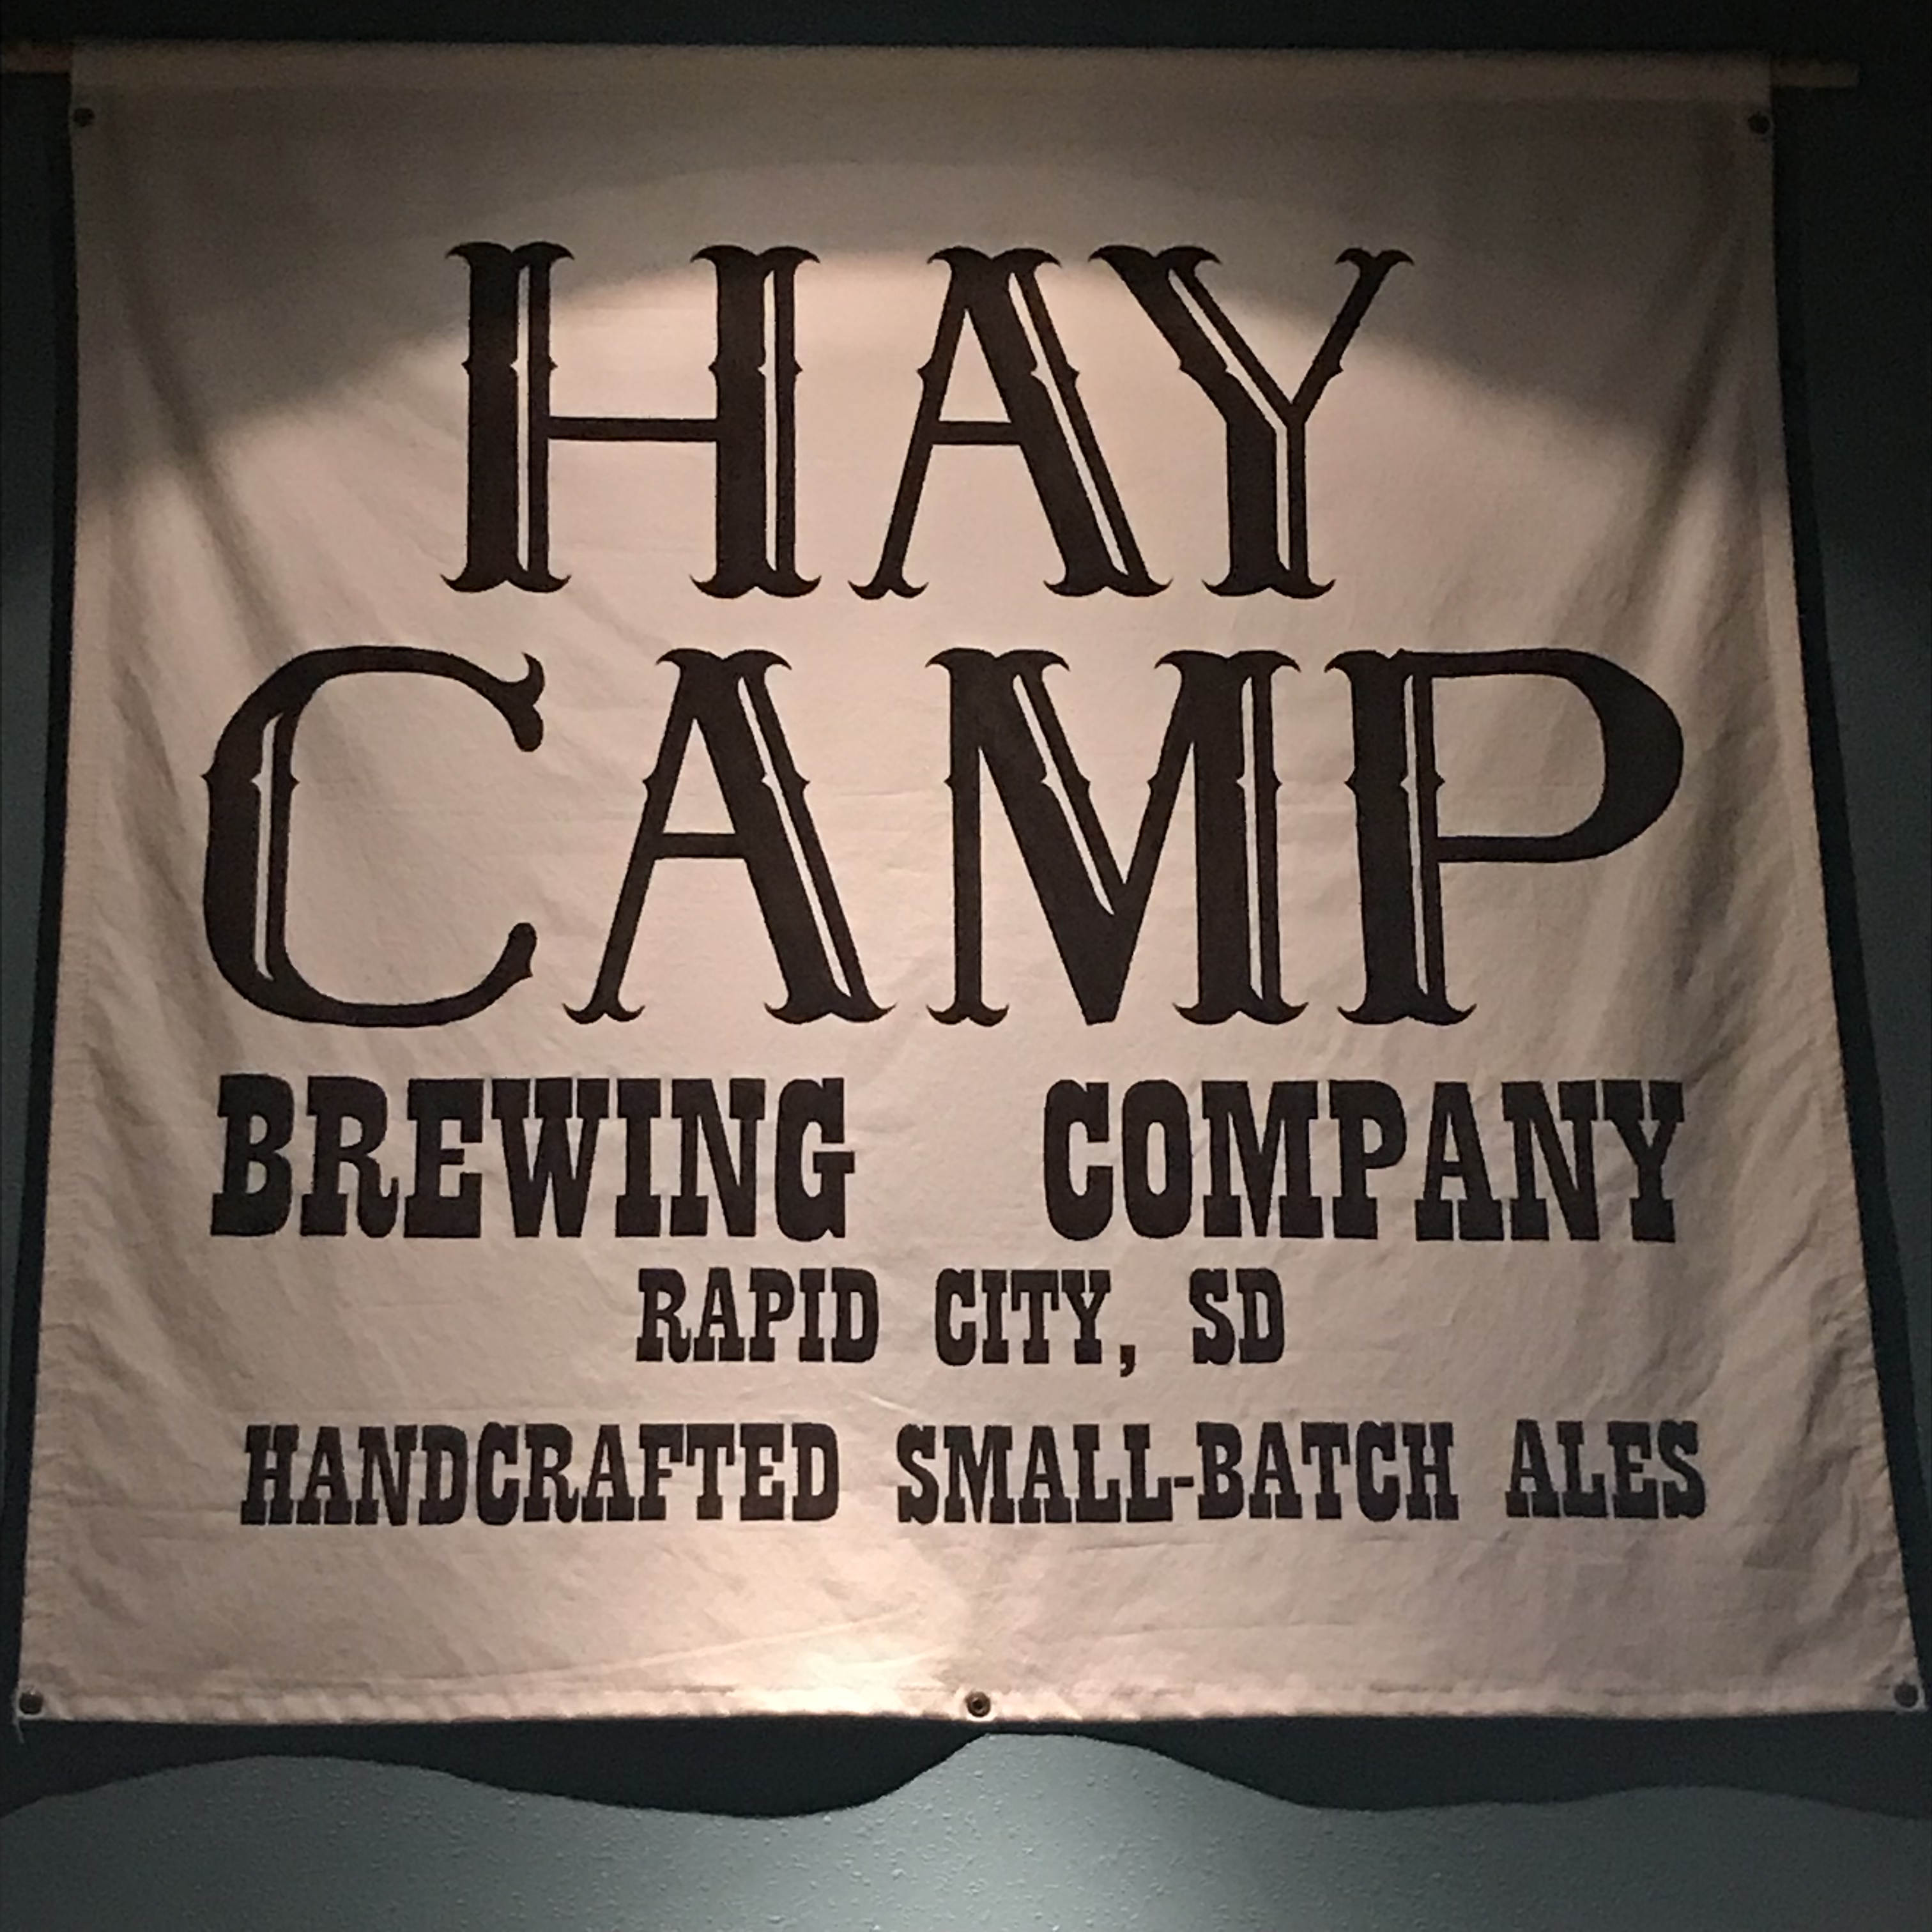 HAY
CAMP
BREWING COMPANY
RAPID CITY, SD
HANDCRAFTED SMALL-BATCH ALES